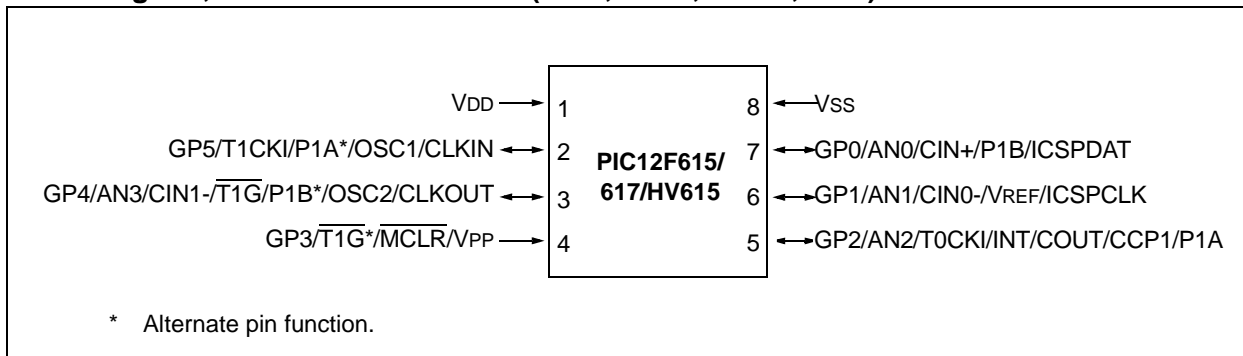 VDD 1 8 VSS
GP5/T1CKI/P1A*/OSC1/CLKIN 2 PIC12F615/ 7 GP0/AN0/CIN+/P1B/ICSPDAT
GP4/AN3/CIN1-/T1G/P1B*/OSC2/CLKOUT 3 617/HV615 6 GP1/AN1/CIN0-/VREF/ICSPCLK
GP3/T1G*/MCLR/VPP 4 5 GP2/AN2/T0CKI/INT/COUT/CCP1/P1A
* Alternate pin function.